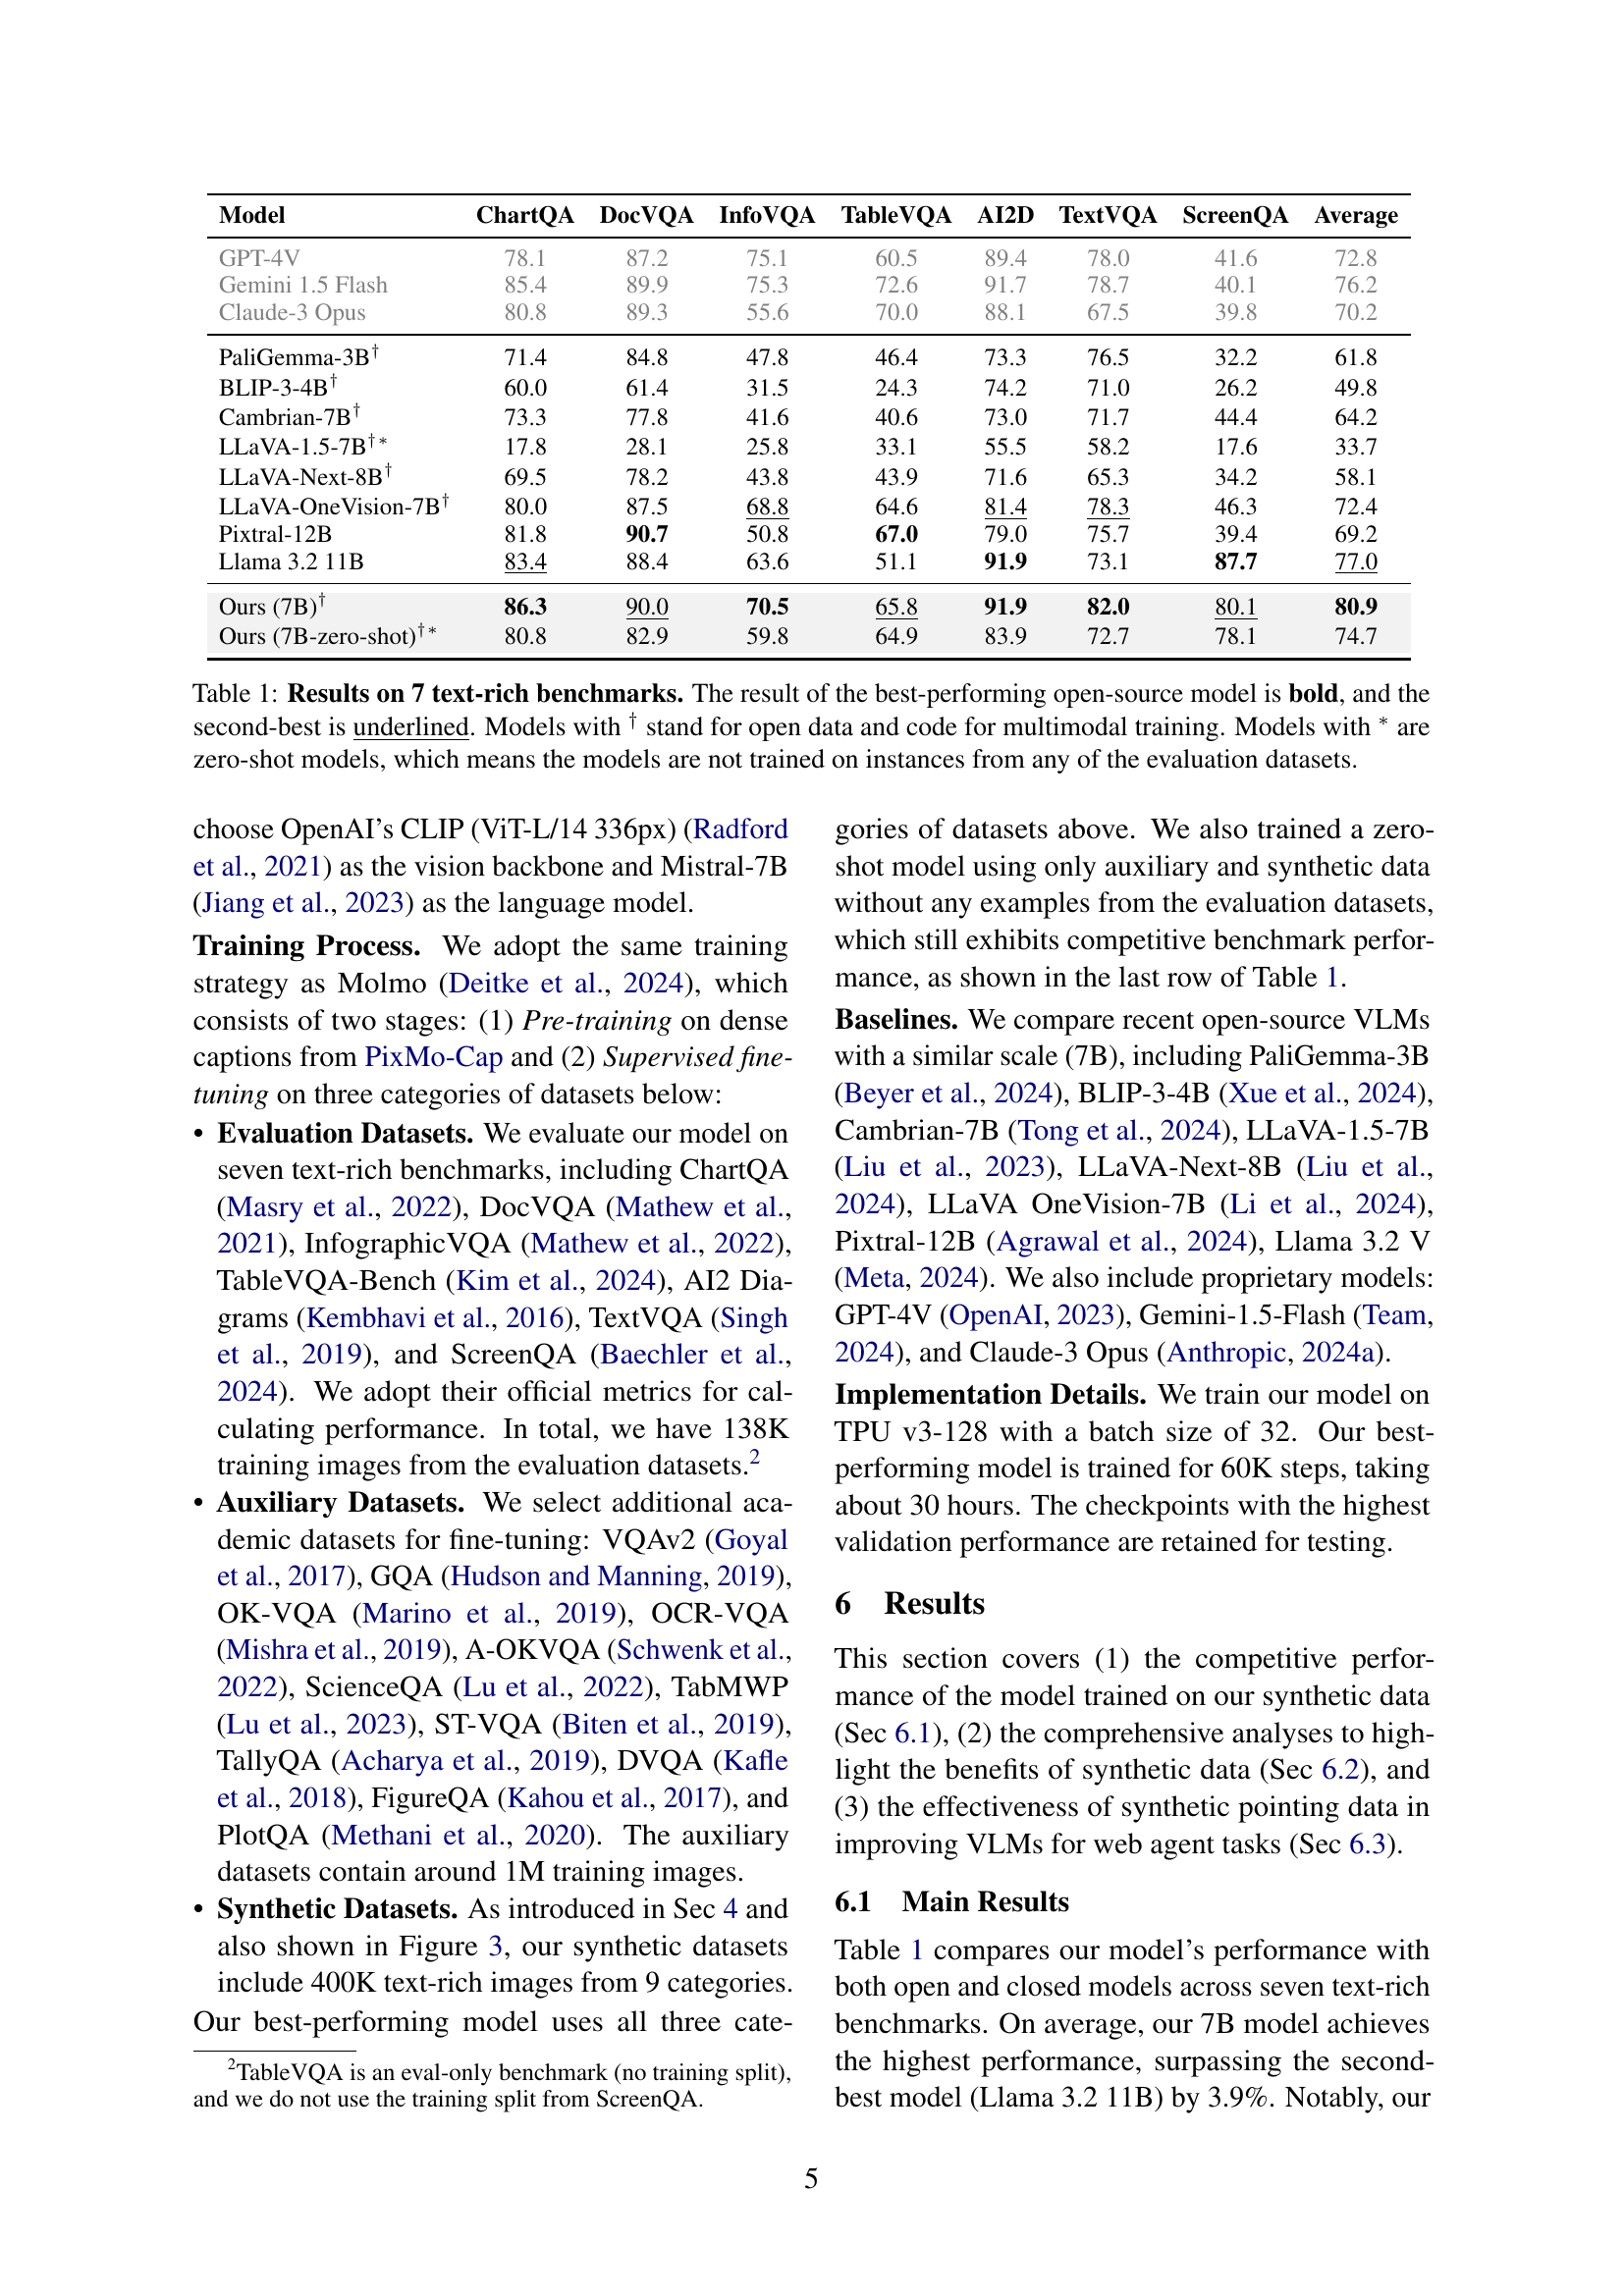 Model ChartQA DocVQA InfoVQA TableVQA AI2D TextVQA ScreenQA Average
GPT-4V 78.1 87.2 75.1 60.5 89.4 78.0 41.6 72.8
Gemini 1.5 Flash 85.4 89.9 75.3 72.6 91.7 78.7 40.1 76.2
Claude-3 Opus 80.8 89.3 55.6 70.0 88.1 67.5 39.8 70.2
PaliGemma-3B† 71.4 84.8 47.8 46.4 73.3 76.5 32.2 61.8
BLIP-3-4B† 60.0 61.4 31.5 24.3 74.2 71.0 26.2 49.8
Cambrian-7B† 73.3 77.8 41.6 40.6 73.0 71.7 44.4 64.2
LLaVA-1.5-7B†* 17.8 28.1 25.8 33.1 55.5 58.2 17.6 33.7
LLaVA-Next-8B† 69.5 78.2 43.8 43.9 71.6 65.3 34.2 58.1
LLaVA-OneVision-7B† 80.0 87.5 68.8 64.6 81.4 78.3 46.3 72.4
Pixtral-12B 81.8 90.7 50.8 67.0 79.0 75.7 39.4 69.2
Llama 3.2 11B 83.4 88.4 63.6 51.1 91.9 73.1 87.7 77.0
Ours (7B)† 86.3 90.0 70.5 65.8 91.9 82.0 80.1 80.9
Ours (7B-zero-shot)†* 80.8 82.9 59.8 64.9 83.9 72.7 78.1 74.7
Table 1: Results on 7 text-rich benchmarks. The result of the best-performing open-source model is bold, and the
second-best is underlined. Models with † stand for open data and code for multimodal training. Models with * are
zero-shot models, which means the models are not trained on instances from any of the evaluation datasets.
choose OpenAI's CLIP (ViT-L/14 336px) (Radford
et al., 2021) as the vision backbone and Mistral-7B
(Jiang et al., 2023) as the language model.
Training Process. We adopt the same training
strategy as Molmo (Deitke et al., 2024), which
consists of two stages: (1) Pre-training on dense
captions from PixMo-Cap and (2) Supervised fine-
tuning on three categories of datasets below:
• Evaluation Datasets. We evaluate our model on
seven text-rich benchmarks, including ChartQA
(Masry et al., 2022), DocVQA (Mathew et al.,
2021), InfographicVQA (Mathew et al., 2022),
TableVQA-Bench (Kim et al., 2024), AI2 Dia-
grams (Kembhavi et al., 2016), TextVQA (Singh
et al., 2019), and ScreenQA (Baechler et al.,
2024). We adopt their official metrics for cal-
culating performance. In total, we have 138K
training images from the evaluation datasets.2
• Auxiliary Datasets. We select additional aca-
demic datasets for fine-tuning: VQAv2 (Goyal
et al., 2017), GQA (Hudson and Manning, 2019),
OK-VQA (Marino et al., 2019), OCR-VQA
(Mishra et al., 2019), A-OKVQA (Schwenk et al.,
2022), ScienceQA (Lu et al., 2022), TabMWP
(Lu et al., 2023), ST-VQA (Biten et al., 2019),
TallyQA (Acharya et al., 2019), DVQA (Kafle
et al., 2018), FigureQA (Kahou et al., 2017), and
PlotQA (Methani et al., 2020). The auxiliary
datasets contain around 1M training images.
• Synthetic Datasets. As introduced in Sec 4 and
also shown in Figure 3, our synthetic datasets
include 400K text-rich images from 9 categories.
Our best-performing model uses all three cate-
2TableVQA is an eval-only benchmark (no training split),
and we do not use the training split from ScreenQA.
gories of datasets above. We also trained a zero-
shot model using only auxiliary and synthetic data
without any examples from the evaluation datasets,
which still exhibits competitive benchmark perfor-
mance, as shown in the last row of Table 1.
Baselines. We compare recent open-source VLMs
with a similar scale (7B), including PaliGemma-3B
(Beyer et al., 2024), BLIP-3-4B (Xue et al., 2024),
Cambrian-7B (Tong et al., 2024), LLaVA-1.5-7B
(Liu et al., 2023), LLaVA-Next-8B (Liu et al.,
2024), LLaVA OneVision-7B (Li et al., 2024),
Pixtral-12B (Agrawal et al., 2024), Llama 3.2 V
(Meta, 2024). We also include proprietary models:
GPT-4V (OpenAI, 2023), Gemini-1.5-Flash (Team,
2024), and Claude-3 Opus (Anthropic, 2024a).
Implementation Details. We train our model on
TPU v3-128 with a batch size of 32. Our best-
performing model is trained for 60K steps, taking
about 30 hours. The checkpoints with the highest
validation performance are retained for testing.
6 Results
This section covers (1) the competitive perfor-
mance of the model trained on our synthetic data
(Sec 6.1), (2) the comprehensive analyses to high-
light the benefits of synthetic data (Sec 6.2), and
(3) the effectiveness of synthetic pointing data in
improving VLMs for web agent tasks (Sec 6.3).
6.1 Main Results
Table 1 compares our model's performance with
both open and closed models across seven text-rich
benchmarks. On average, our 7B model achieves
the highest performance, surpassing the second-
best model (Llama 3.2 11B) by 3.9%. Notably, our
5